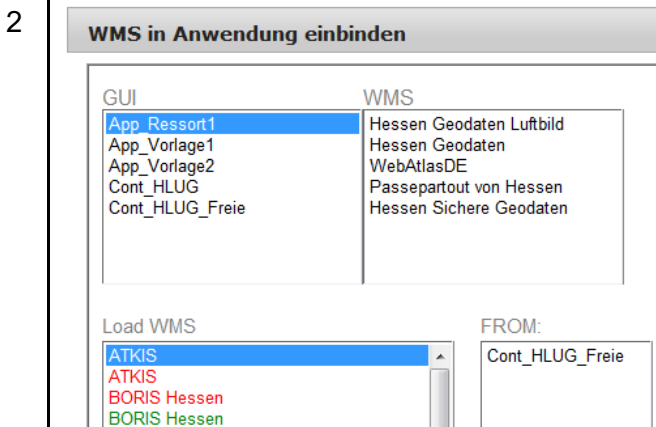 2
WMS in Anwendung einbinden
GUI
WMS
App_Ressort1
App_Vorlage1
App_Vorlage2
Cont_HLUG
Cont_HLUG_Freie
Hessen Geodaten Luftbild
Hessen Geodaten
WebAtlasDE
Passepartout von Hessen
Hessen Sichere Geodaten
Load WMS
FROM:
ATKIS
ATKIS
BORIS Hessen
BORIS Hessen
Cont_HLUG_Freie